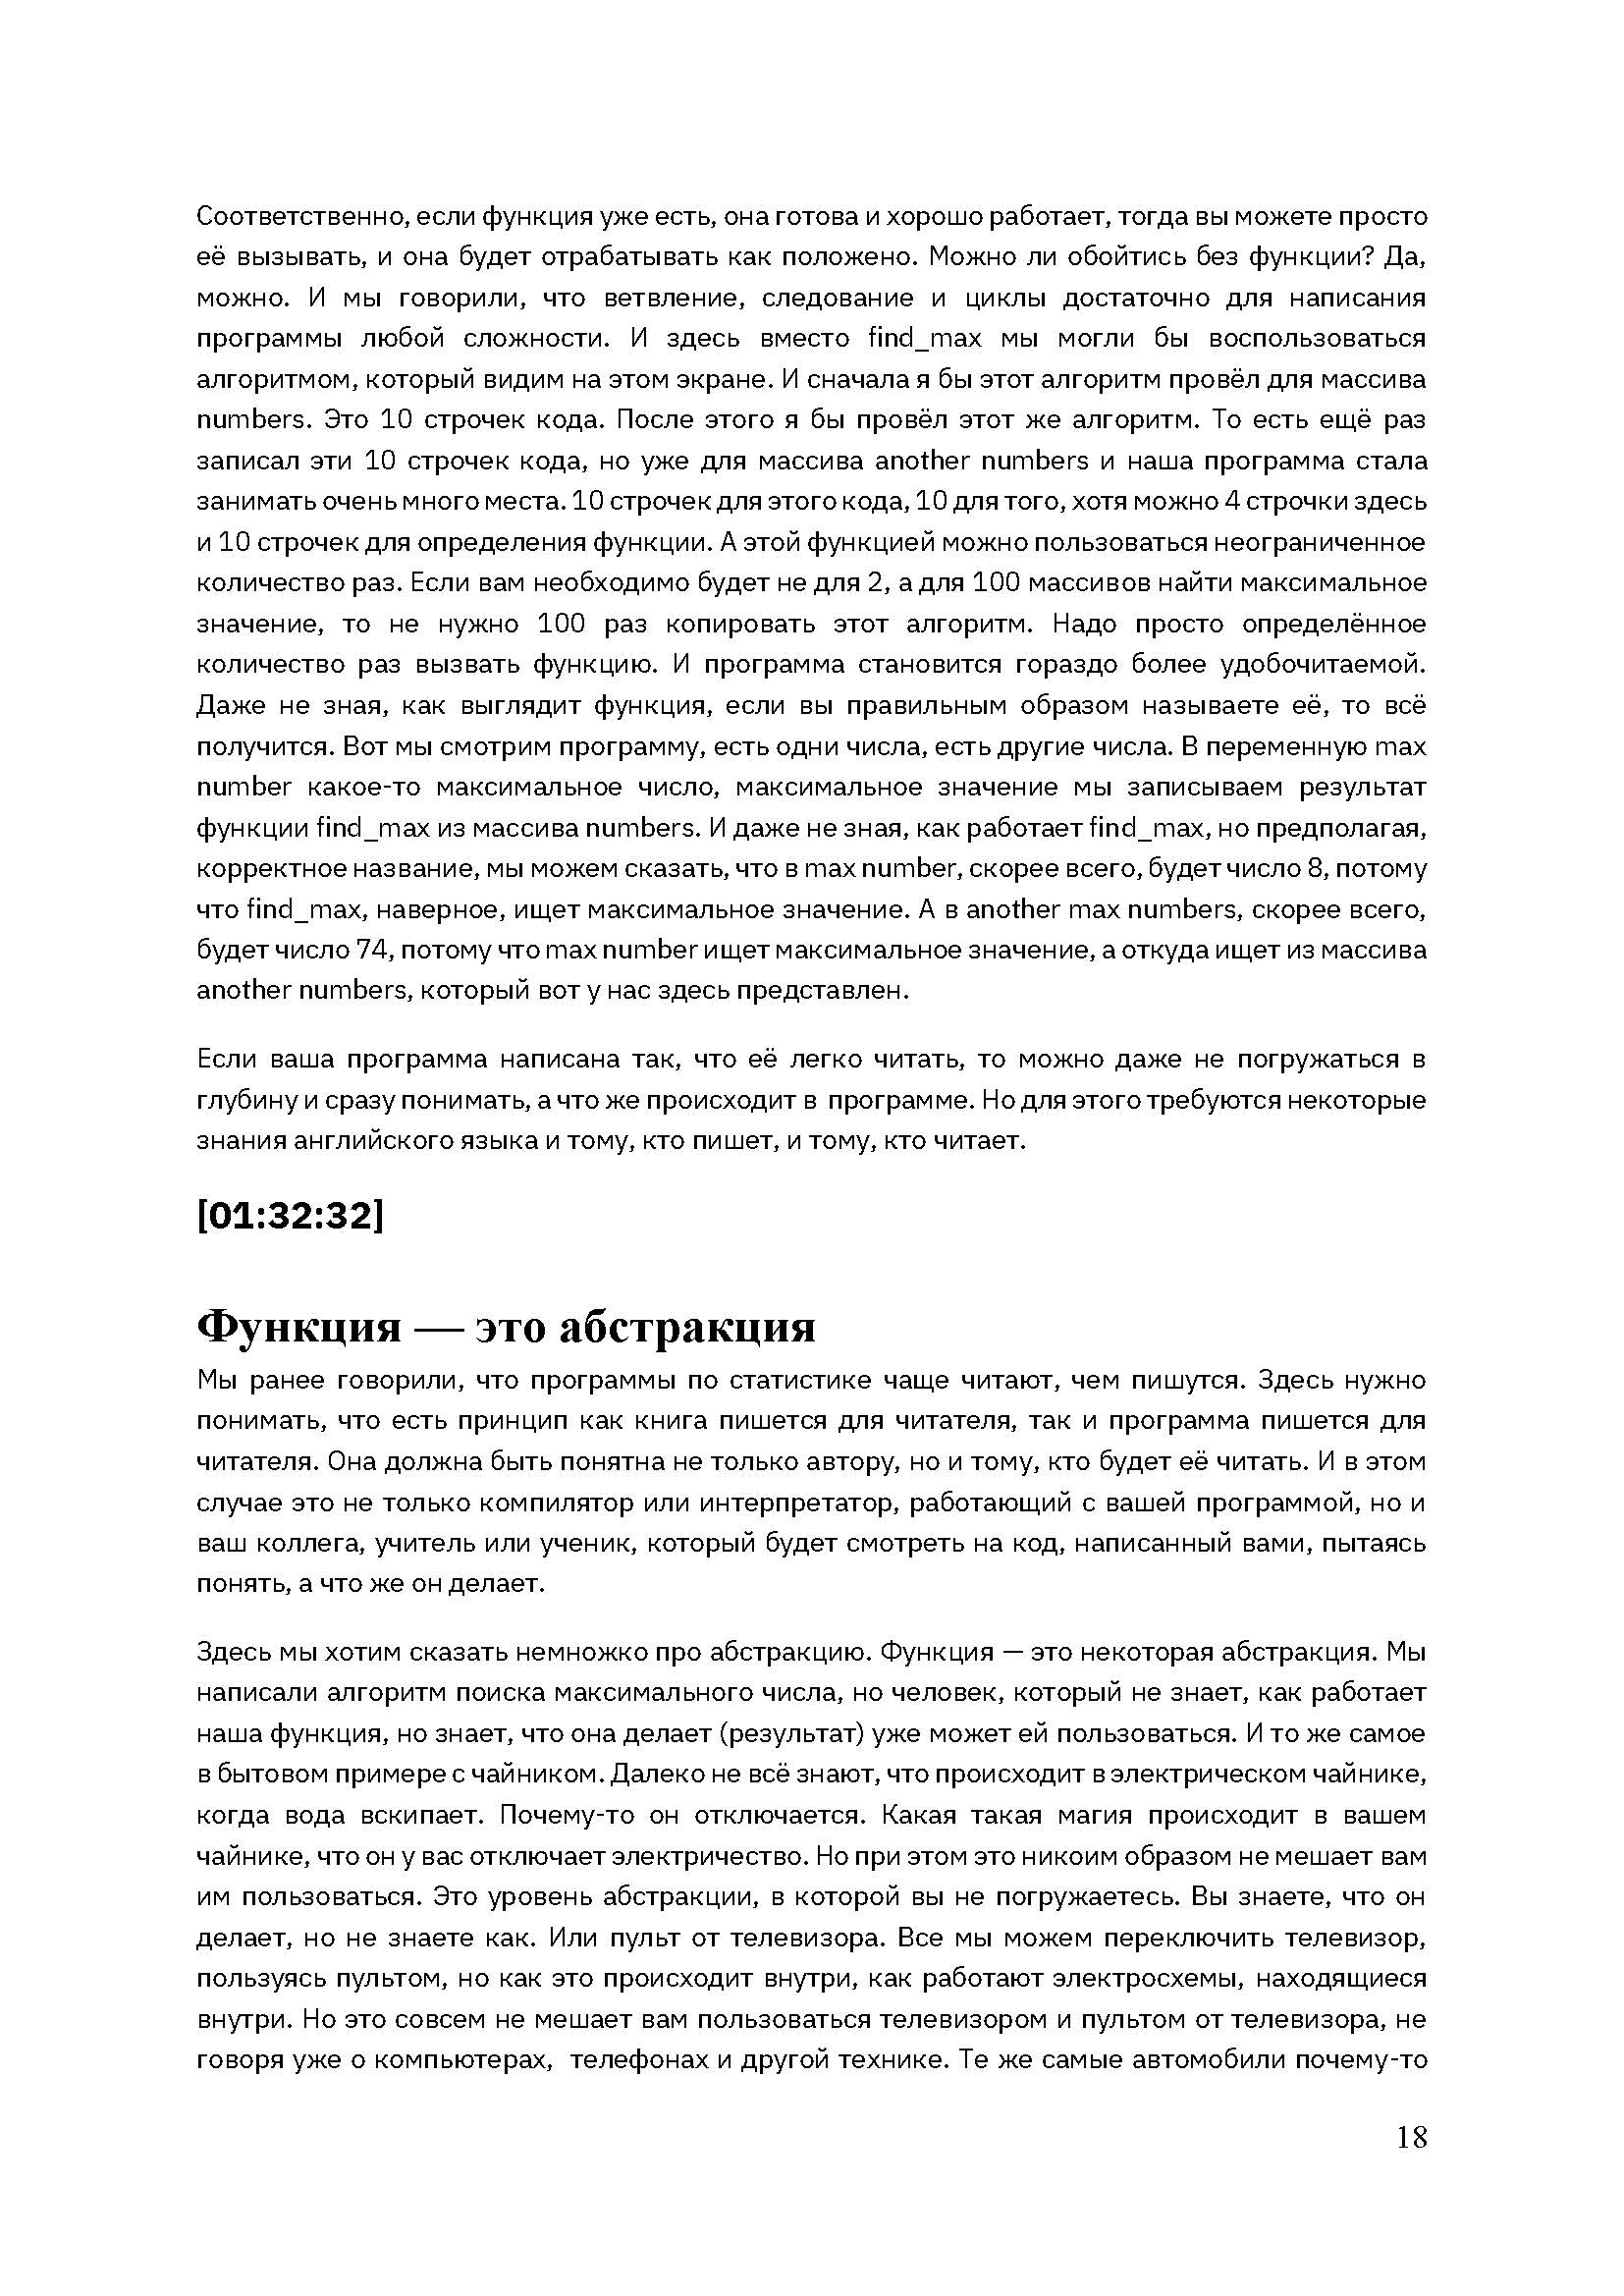 Соответственно, если функция уже есть, она готова и хорошо работает, тогда вы можете просто
её вызывать, и она будет отрабатывать как положено. Можно ли обойтись без функции? Да,
можно. И мы говорили, что ветвление, следование и циклы достаточно для написания
программы любой сложности. И здесь вместо find_max мы могли бы воспользоваться
алгоритмом, который видим на этом экране. И сначала я бы этот алгоритм провёл для массива
numbers. Это 10 строчек кода. После этого я бы провёл этот же алгоритм. То есть ещё раз
записал эти 10 строчек кода, но уже для массива another numbers и наша программа стала
занимать очень много места. 10 строчек для этого кода, 10 для того, хотя можно 4 строчки здесь
и 10 строчек для определения функции. А этой функцией можно пользоваться неограниченное
количество раз. Если вам необходимо будет не для 2, а для 100 массивов найти максимальное
значение, то не нужно 100 раз копировать этот алгоритм. Надо просто определённое
количество раз вызвать функцию. И программа становится гораздо более удобочитаемой.
Даже не зная, как выглядит функция, если вы правильным образом называете её, то всё
получится. Вот мы смотрим программу, есть одни числа, есть другие числа. В переменную max
number какое-то максимальное число, максимальное значение мы записываем результат
функции find_max из массива numbers. И даже не зная, как работает find_max, но предполагая,
корректное название, мы можем сказать, что в max number, скорее всего, будет число 8, потому
что find_max, наверное, ищет максимальное значение. А в another max numbers, скорее всего,
будет число 74, потому что max number ищет максимальное значение, а откуда ищет из массива
another numbers, который вот у нас здесь представлен.
Если ваша программа написана так, что её легко читать, то можно даже не погружаться в
глубину и сразу понимать, а что же происходит в программе. Но для этого требуются некоторые
знания английского языка и тому, кто пишет, и тому, кто читает.
[01:32:32]
Функция — это абстракция
Мы ранее говорили, что программы по статистике чаще читают, чем пишутся. Здесь нужно
понимать, что есть принцип как книга пишется для читателя, так и программа пишется для
читателя. Она должна быть понятна не только автору, но и тому, кто будет её читать. И в этом
случае это не только компилятор или интерпретатор, работающий с вашей программой, но и
ваш коллега, учитель или ученик, который будет смотреть на код, написанный вами, пытаясь
понять, а что же он делает.
Здесь мы хотим сказать немножко про абстракцию. Функция — это некоторая абстракция. Мы
написали алгоритм поиска максимального числа, но человек, который не знает, как работает
наша функция, но знает, что она делает (результат) уже может ей пользоваться. И то же самое
в бытовом примере с чайником. Далеко не всё знают, что происходит в электрическом чайнике,
когда вода вскипает. Почему-то он отключается. Какая такая магия происходит в вашем
чайнике, что он у вас отключает электричество. Но при этом это никоим образом не мешает вам
им пользоваться. Это уровень абстракции, в которой вы не погружаетесь. Вы знаете, что он
делает, но не знаете как. Или пульт от телевизора. Все мы можем переключить телевизор,
пользуясь пультом, но как это происходит внутри, как работают электросхемы, находящиеся
внутри. Но это совсем не мешает вам пользоваться телевизором и пультом от телевизора, не
говоря уже о компьютерах, телефонах и другой технике. Те же самые автомобили почему-то
18